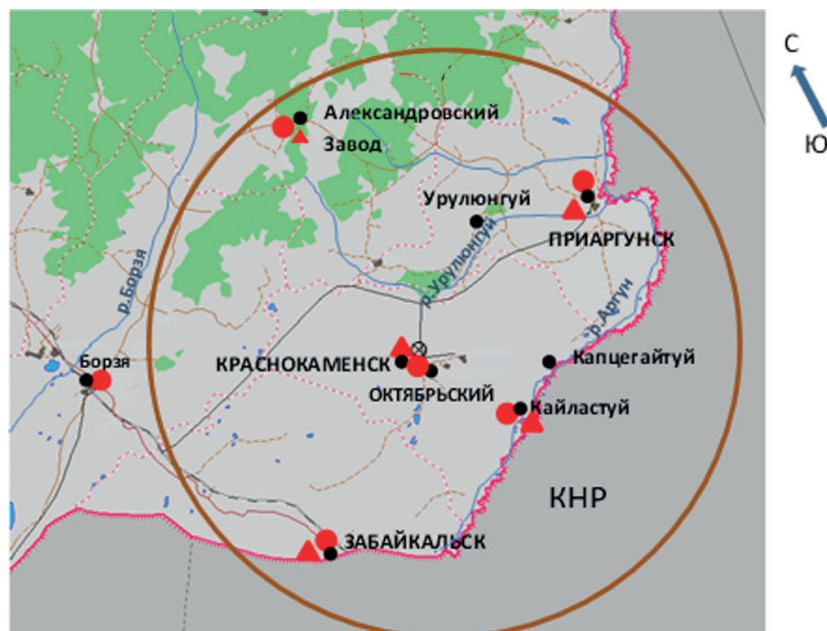 С
Ю
Александровский
Завод
Урулюнгуй
ПРИАРГУНСК
р.Борзя
р.Урулюнгуй
р.Аргун
Борзя
КРАСНОКАМЕНСК
ОКТЯБРЬСКИЙ
Капцегайтуй
Кайластуй
КНР
ЗАБАЙКАЛЬСК